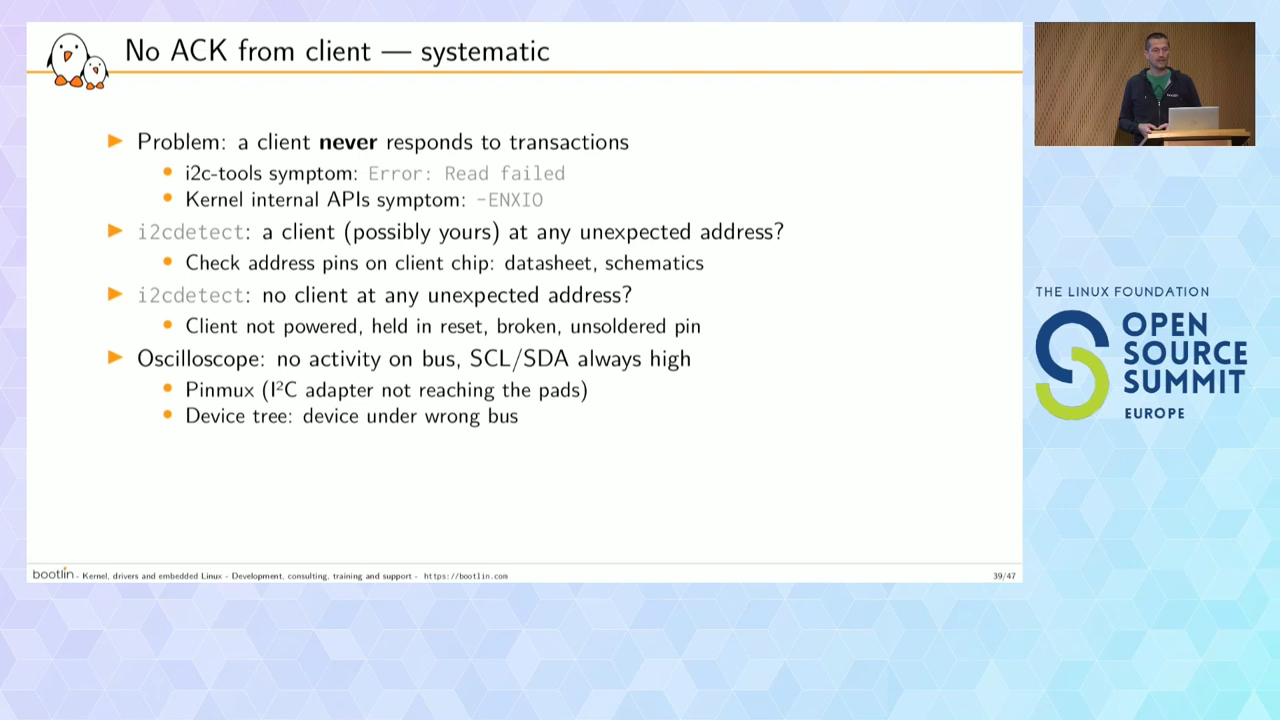 No ACK from client — systematic
Problem: a client never responds to transactions
i2c-tools symptom: Error: Read failed
Kernel internal APIs symptom: -ENXIO
i2cdetect: a client (possibly yours) at any unexpected address?
Check address pins on client chip: datasheet, schematics
i2cdetect: no client at any unexpected address?
Client not powered, held in reset, broken, unsoldered pin
Oscilloscope: no activity on bus, SCL/SDA always high
Pinmux (I²C adapter not reaching the pads)
Device tree: device under wrong bus
bootlin - Kernel, drivers and embedded Linux - Development, consulting, training and support - https://bootlin.com
39/47
THE LINUX FOUNDATION
OPEN
SOURCE
SUMMIT
EUROPE